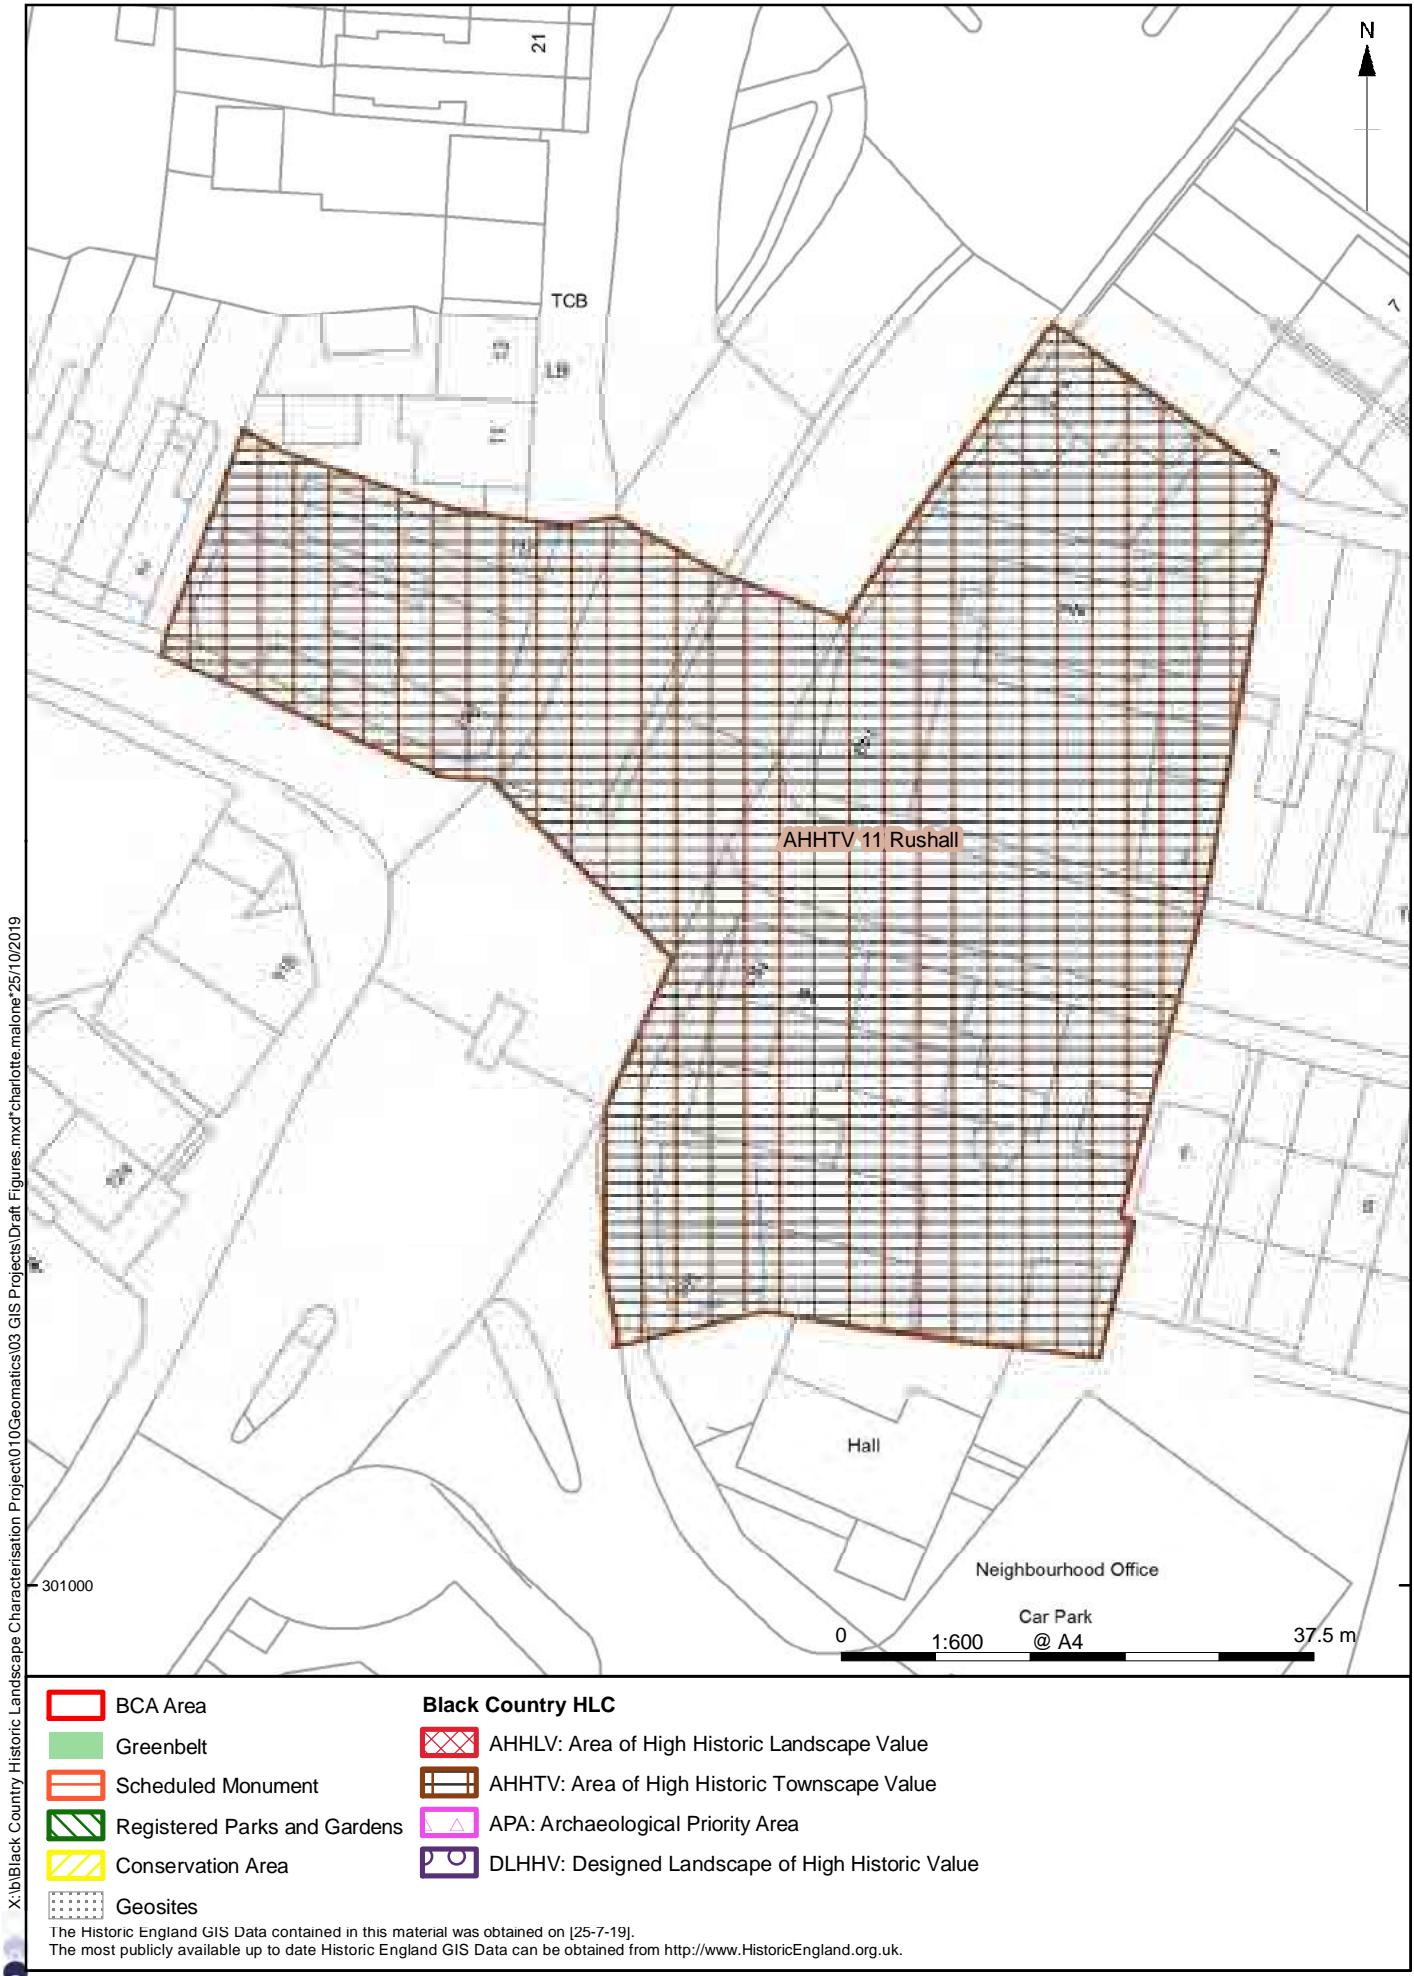 N
21
TCB
LB
13
11
7
AHHTV 11 Rushall
Hall
Neighbourhood Office
Car Park
301000
0 1:600 @ A4 37.5 m
X:\b\Black Country Historic Landscape Characterisation Project\010Geomatics\03 GIS Projects\Draft Figures.mxd*charlotte.malone*25/10/2019
BCA Area
Greenbelt
Scheduled Monument
Registered Parks and Gardens
Conservation Area
Geosites
Black Country HLC
AHHLV: Area of High Historic Landscape Value
AHHTV: Area of High Historic Townscape Value
APA: Archaeological Priority Area
DLHHV: Designed Landscape of High Historic Value
The Historic England GIS Data contained in this material was obtained on [25-7-19].
The most publicly available up to date Historic England GIS Data can be obtained from http://www.HistoricEngland.org.uk.